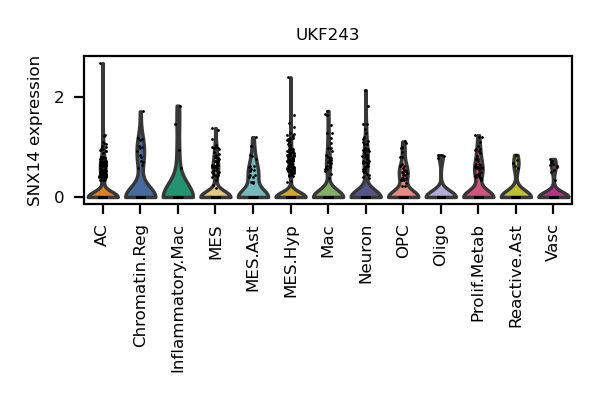 UKF243
SNX14 expression
2
0
AC
Chromatin.Reg
Inflammatory.Mac
MES
MES.Ast
MES.Hyp
Mac
Neuron
OPC
Oligo
Prolif.Metab
Reactive.Ast
Vasc